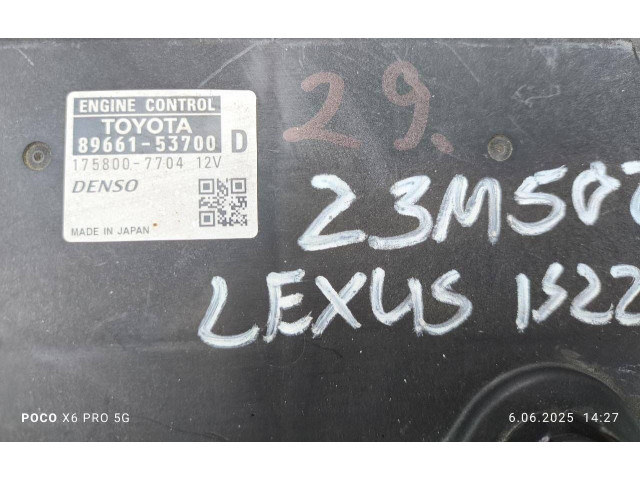 ENGINE CONTROL
TOYOTA
89661-53700 D
175800-7704 12V
DENSO
MADE IN JAPAN
29.
23M507
LEXUS IS22
POCO X6 PRO 5G
6.06.2025 14:27